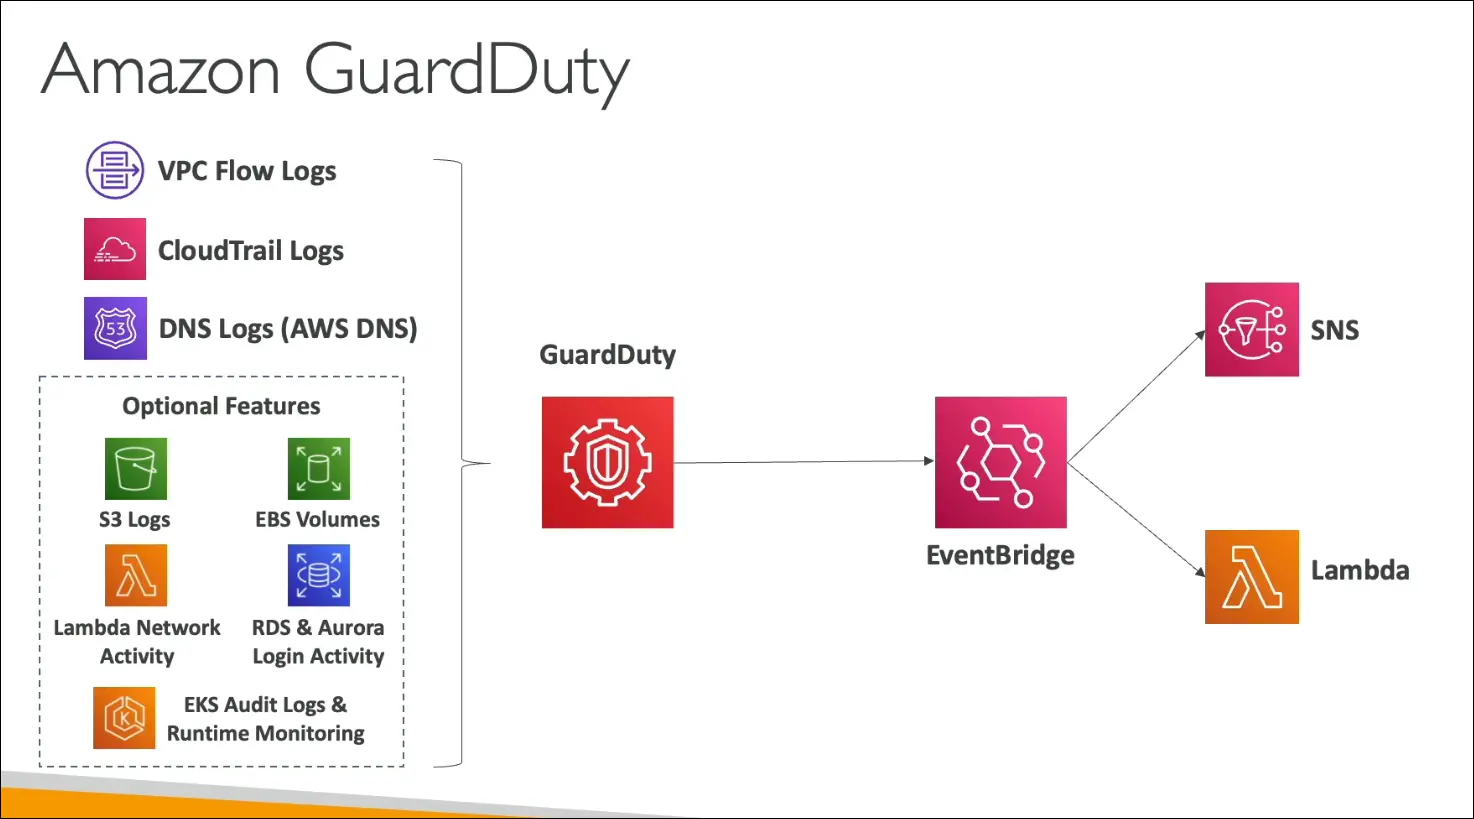 Amazon GuardDuty
VPC Flow Logs
CloudTrail Logs
53
DNS Logs (AWS DNS)
Optional Features
S3 Logs
EBS Volumes
Lambda Network
Activity
RDS & Aurora
Login Activity
K
EKS Audit Logs &
Runtime Monitoring
GuardDuty
EventBridge
SNS
Lambda